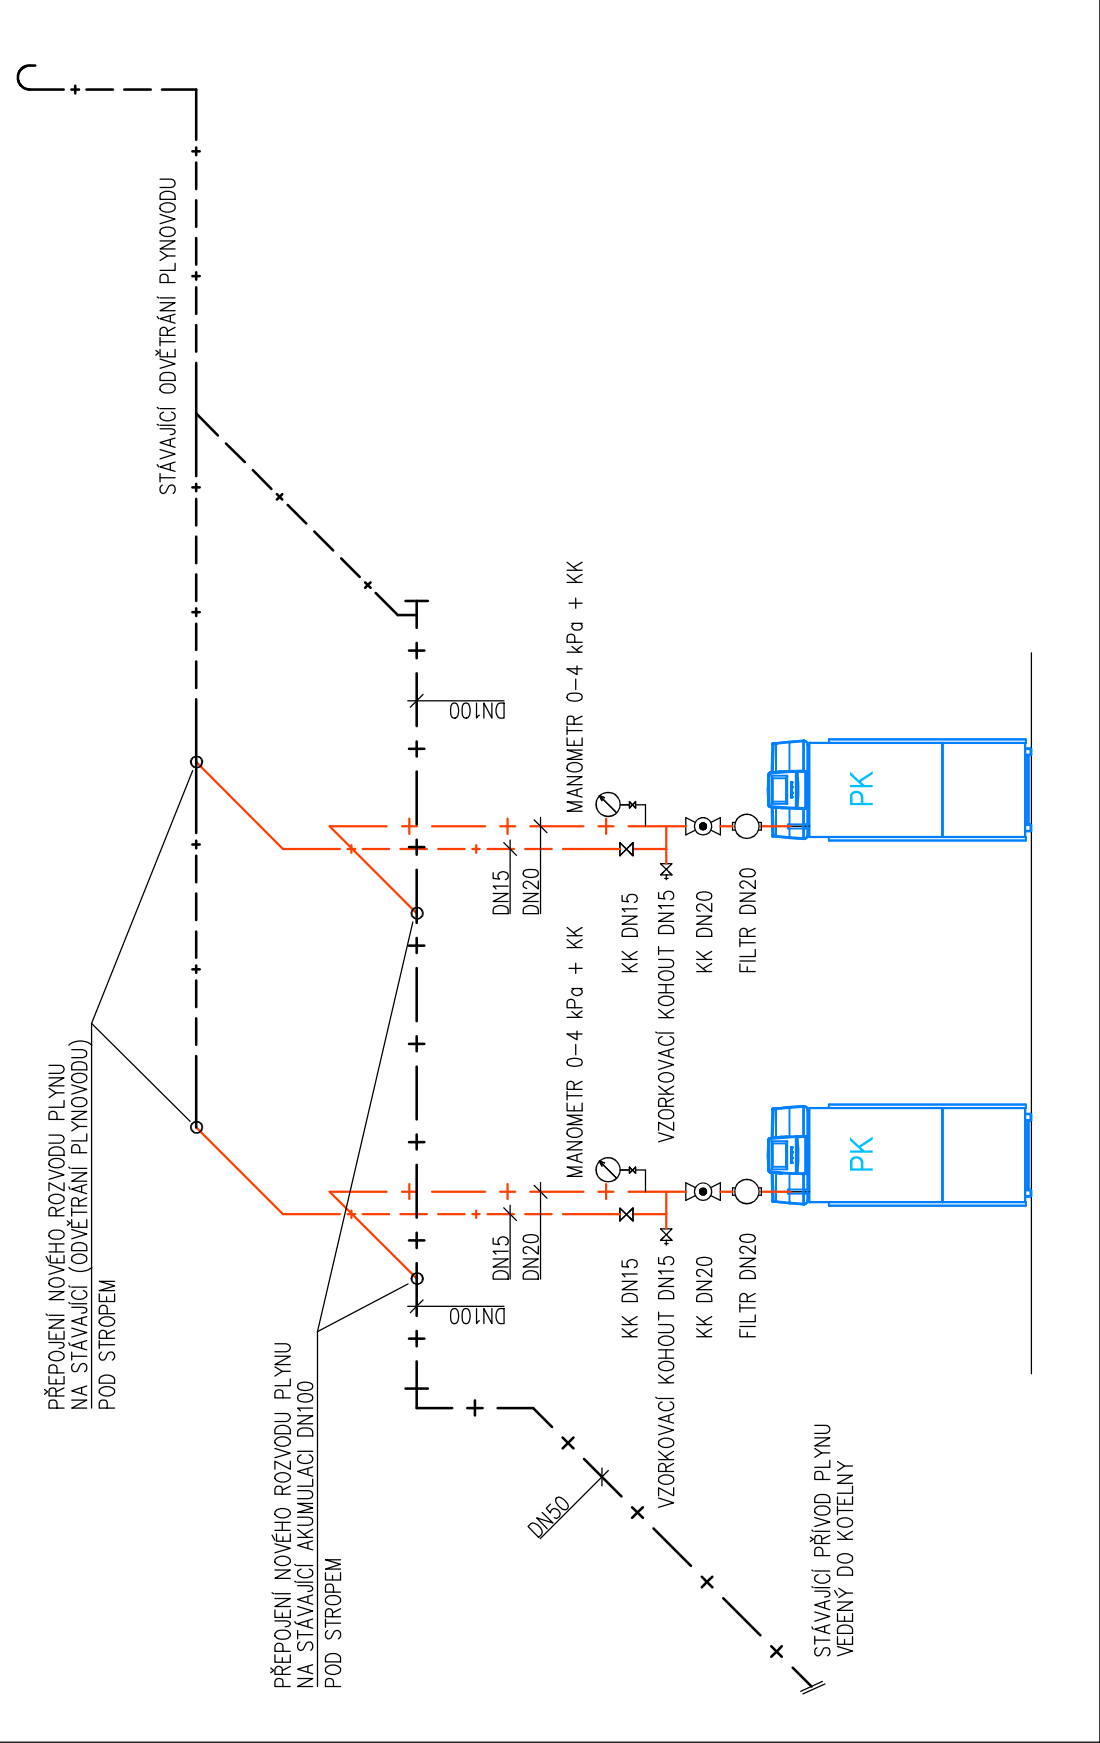 PŘEPOJENÍ NOVÉHO ROZVODU PLYNU
NA STÁVAJÍCÍ (ODVĚTRÁNÍ PLYNOVODU)
POD STROPEM
STÁVAJÍCÍ ODVĚTRÁNÍ PLYNOVODU
PŘEPOJENÍ NOVÉHO ROZVODU PLYNU
NA STÁVAJÍCÍ AKUMULACI DN100
POD STROPEM
DN100
DN100
DN15
DN20
DN15
DN20
DN50
MANOMETR 0-4 kPa + KK
KK DN15
VZORKOVACÍ KOHOUT DN15
KK DN20
FILTR DN20
MANOMETR 0-4 kPa + KK
KK DN15
VZORKOVACÍ KOHOUT DN15
KK DN20
FILTR DN20
STÁVAJÍCÍ PŘÍVOD PLYNU
VEDENÝ DO KOTELNY
PK
PK